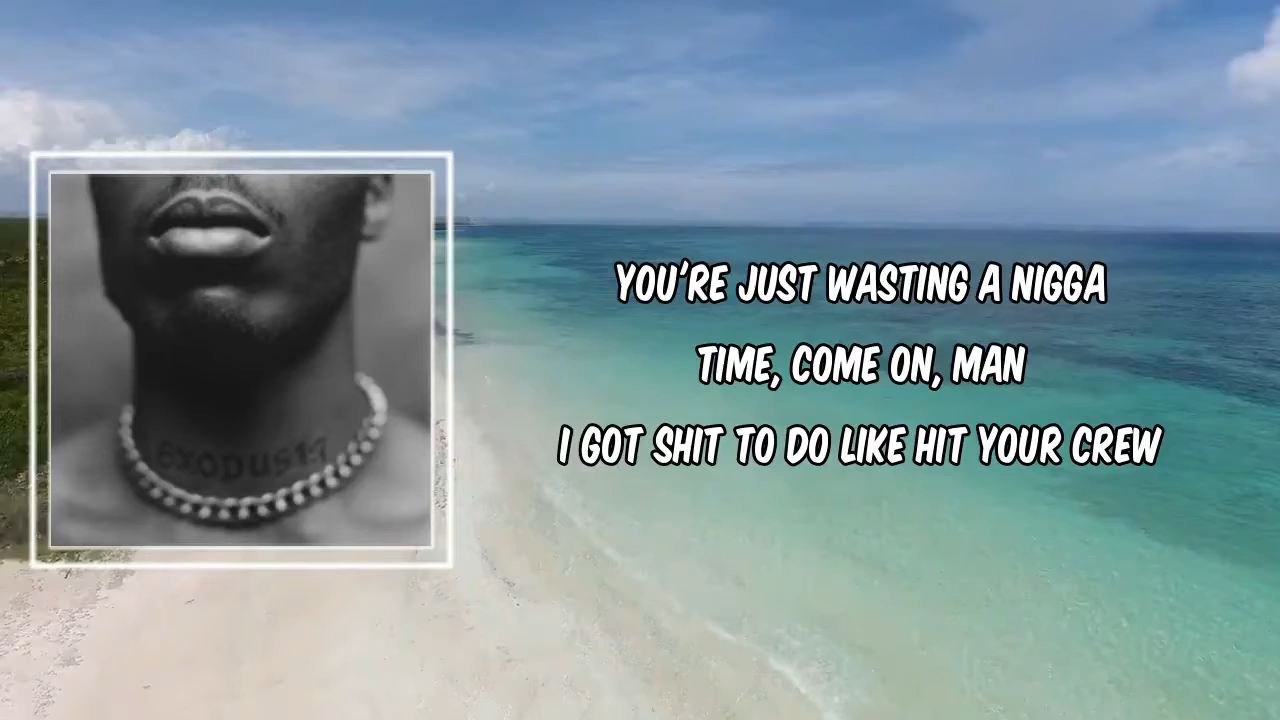 EXODUS1:7
YOU'RE JUST WASTING A NIGGA
TIME, COME ON, MAN
I GOT SHIT TO DO LIKE HIT YOUR CREW